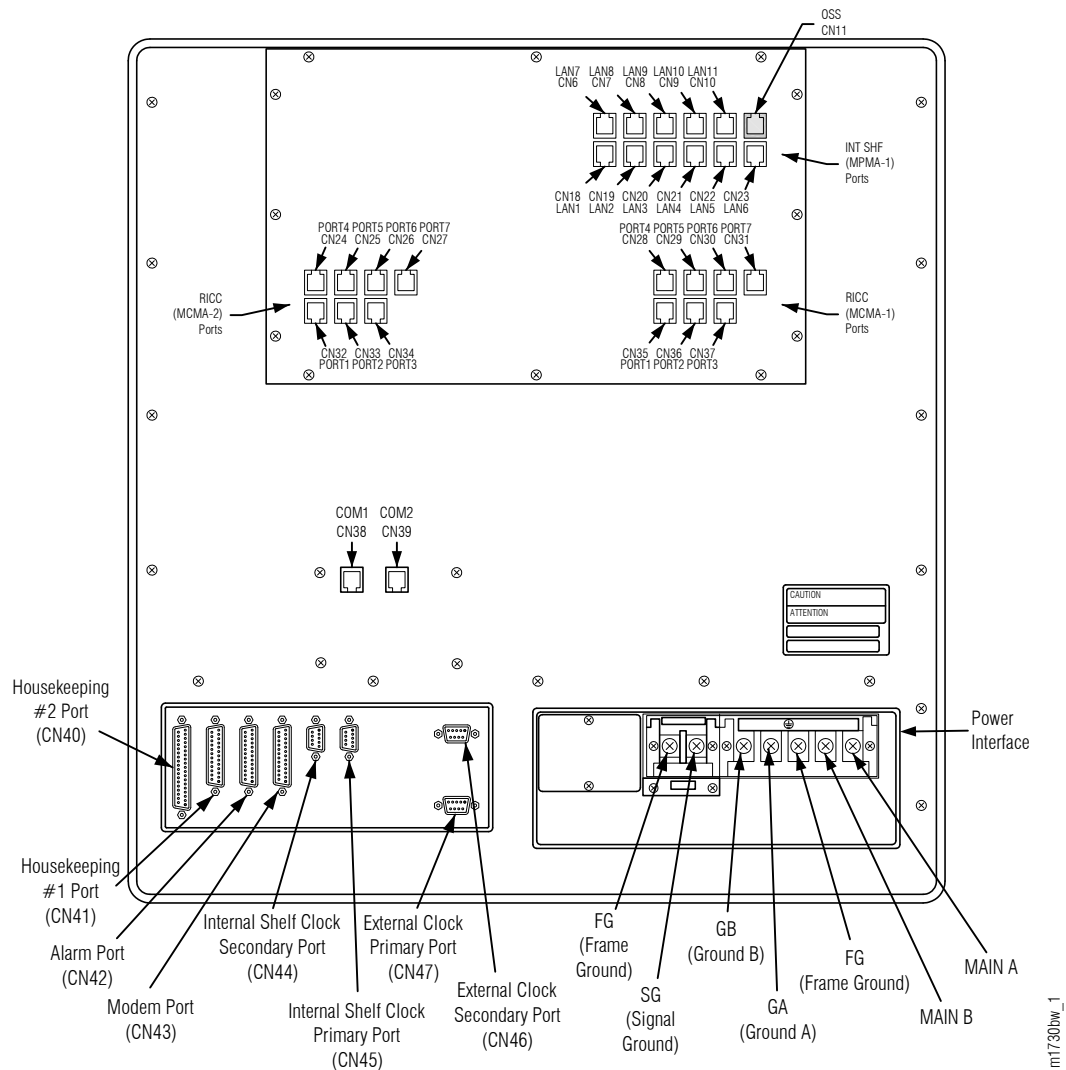 OSS
CN11
LAN7 LAN8 LAN9 LAN10 LAN11
CN6 CN7 CN8 CN9 CN10
INT SHF
(MPMA-1)
Ports
CN18 CN19 CN20 CN21 CN22 CN23
LAN1 LAN2 LAN3 LAN4 LAN5 LAN6
PORT4 PORT5 PORT6 PORT7
CN24 CN25 CN26 CN27
PORT4 PORT5 PORT6 PORT7
CN28 CN29 CN30 CN31
RICC
(MCMA-2)
Ports
RICC
(MCMA-1)
Ports
CN32 CN33 CN34
PORT1 PORT2 PORT3
CN35 CN36 CN37
PORT1 PORT2 PORT3
COM1 COM2
CN38 CN39
CAUTION
ATTENTION
Housekeeping
#2 Port
(CN40)
Power
Interface
Housekeeping
#1 Port
(CN41)
Alarm Port
(CN42)
Modem Port
(CN43)
Internal Shelf Clock
Secondary Port
(CN44)
Internal Shelf Clock
Primary Port
(CN45)
External Clock
Primary Port
(CN47)
External Clock
Secondary Port
(CN46)
FG
(Frame
Ground)
SG
(Signal
Ground)
GB
(Ground B)
GA
(Ground A)
FG
(Frame Ground)
MAIN B
MAIN A
m1730bw_1